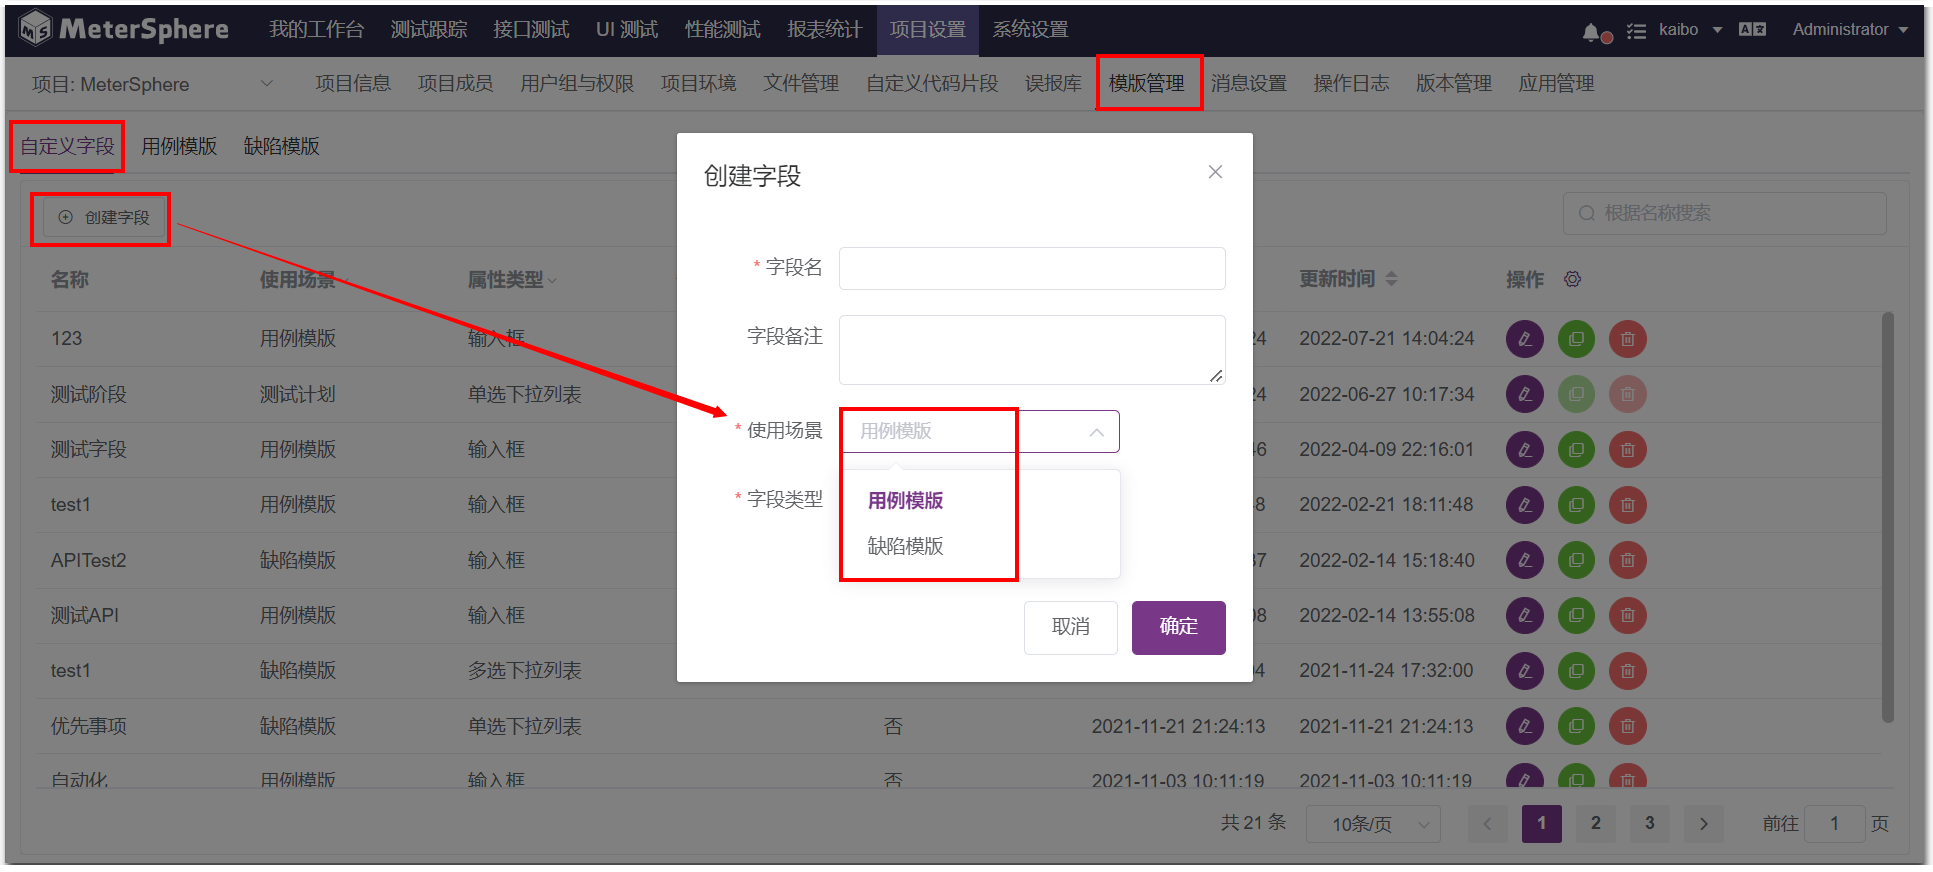 MeterSphere 我的工作台 测试跟踪 接口测试 UI 测试 性能测试 报表统计 项目设置 系统设置 kaibo Administrator
项目: MeterSphere 项目信息 项目成员 用户组与权限 项目环境 文件管理 自定义代码片段 误报库 模版管理 消息设置 操作日志 版本管理 应用管理
自定义字段 用例模版 缺陷模版
创建字段
根据名称搜索
名称 使用场景 属性类型 更新时间 操作
123 用例模版 输入框 24 2022-07-21 14:04:24
测试阶段 测试计划 单选下拉列表 24 2022-06-27 10:17:34
测试字段 用例模版 输入框 46 2022-04-09 22:16:01
test1 用例模版 输入框 48 2022-02-21 18:11:48
APITest2 缺陷模版 输入框 37 2022-02-14 15:18:40
测试API 用例模版 输入框 08 2022-02-14 13:55:08
test1 缺陷模版 多选下拉列表 04 2021-11-24 17:32:00
优先事项 缺陷模版 单选下拉列表 否 2021-11-21 21:24:13 2021-11-21 21:24:13
自动化 用例模版 输入框 否 2021-11-03 10:11:19 2021-11-03 10:11:19
共 21 条 10条/页 1 2 3 前往 1 页
创建字段
* 字段名
字段备注
* 使用场景 用例模版
* 字段类型
用例模版
缺陷模版
取消 确定